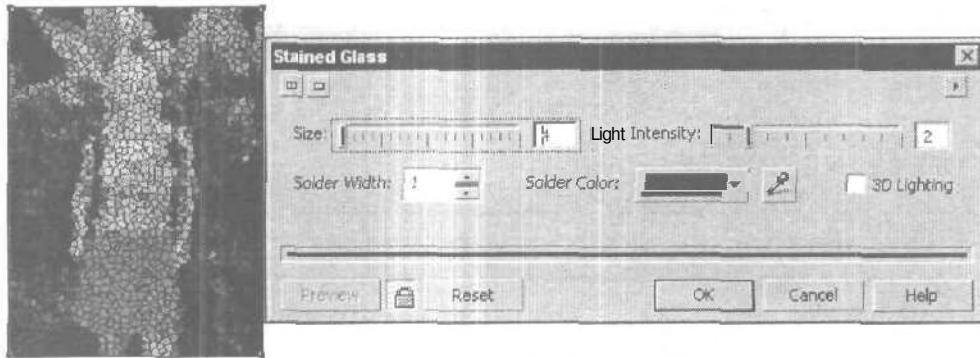 Stained Glass
Size: Light Intensity: 2
Solder Width: 1 Solder Color: 3D Lighting
Preview Reset OK Cancel Help